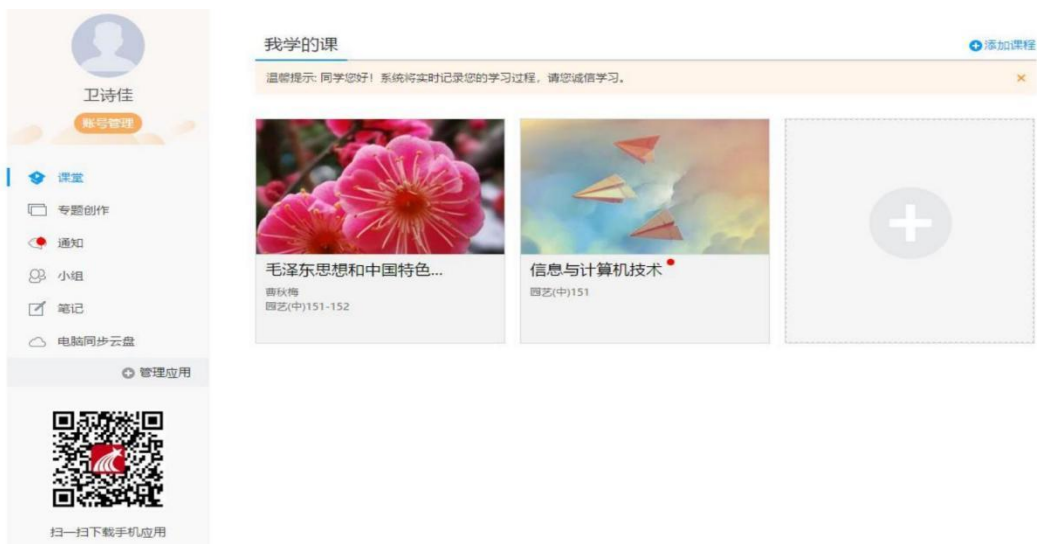 卫诗佳
账号管理
课堂
专题创作
通知
小组
笔记
电脑同步云盘
管理应用
扫一扫下载手机应用
我学的课
添加课程
温馨提示: 同学您好！系统将实时记录您的学习过程，请您诚信学习。
毛泽东思想和中国特色...
曹秋梅
园艺(中)151-152
信息与计算机技术
园艺(中)151